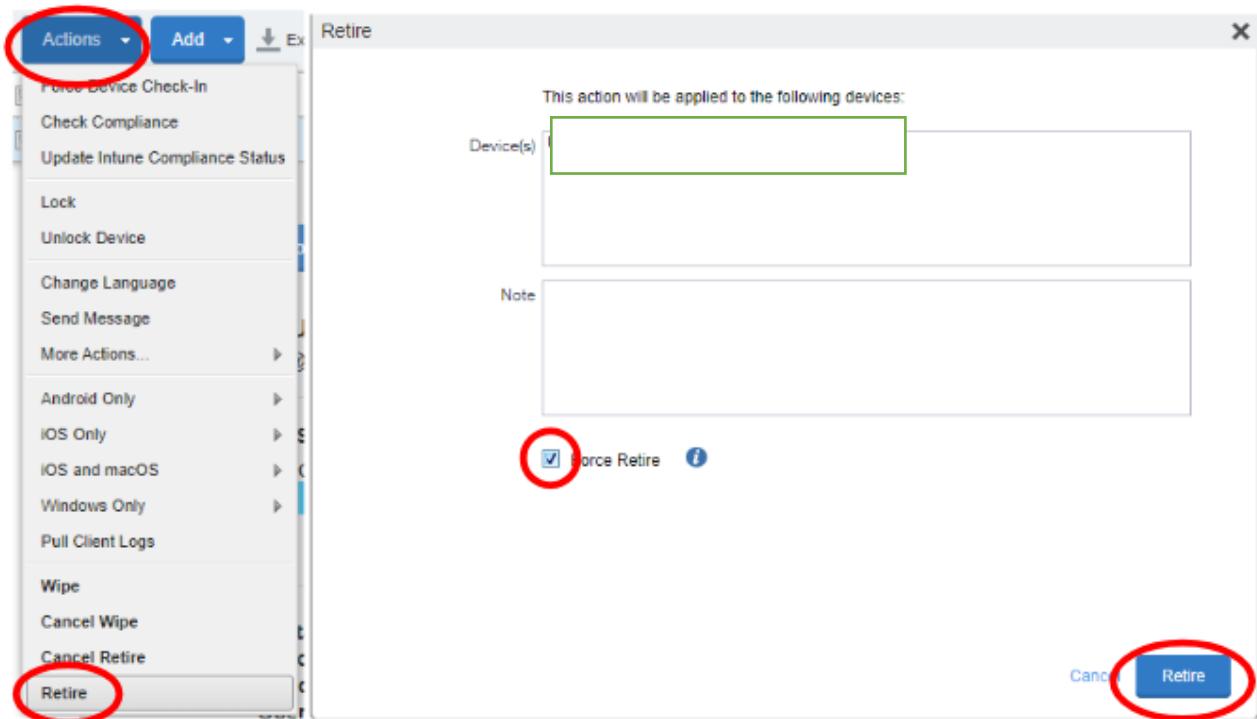 Actions
Add
Ex
Force Device Check-In
Check Compliance
Update Intune Compliance Status
Lock
Unlock Device
Change Language
Send Message
More Actions...
Android Only
iOS Only
iOS and macOS
Windows Only
Pull Client Logs
Wipe
Cancel Wipe
Cancel Retire
Retire
Retire
This action will be applied to the following devices:
Device(s)
Note
Force Retire
Cancel
Retire